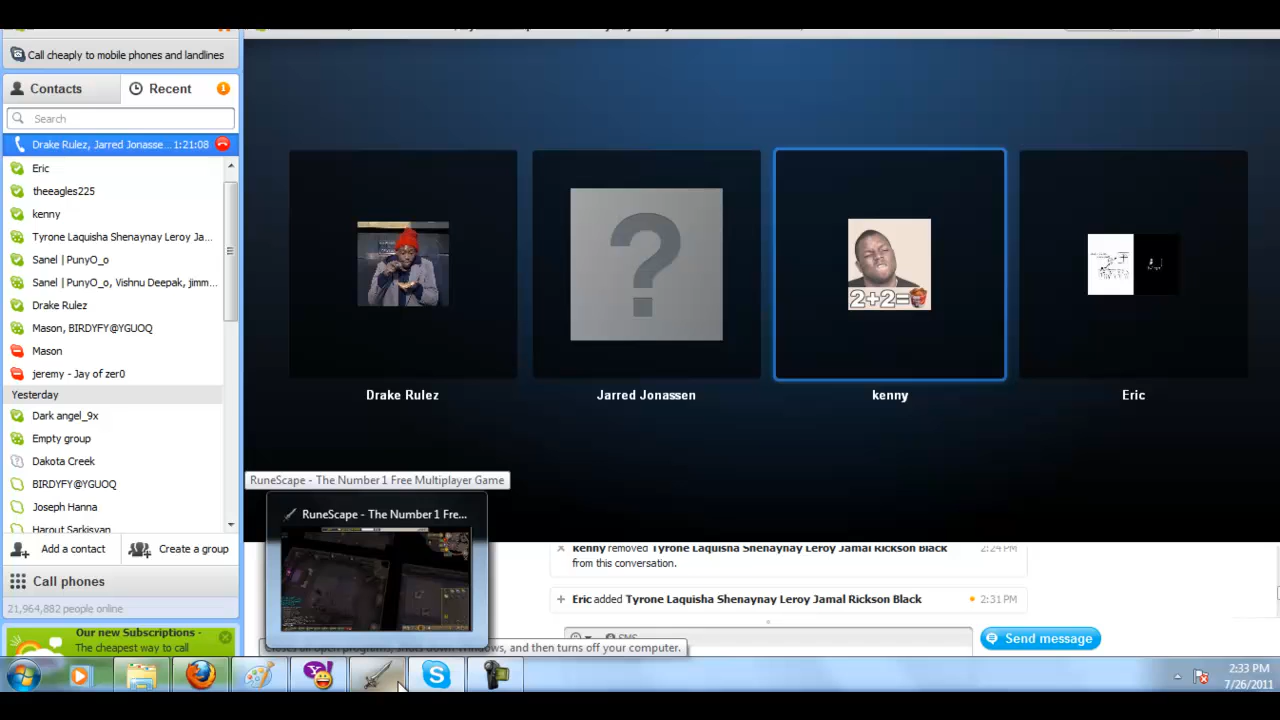 Call cheaply to mobile phones and landlines
Contacts
Recent
1
Search
Drake Rulez, Jarred Jonasse... 1:21:08
Eric
theeagles225
kenny
Tyrone Laquisha Shenaynay Leroy Ja...
Sanel | PunyO_o
Sanel | PunyO_o, Vishnu Deepak, jimm...
Drake Rulez
Mason, BIRDYFY@YGUOQ
Mason
jeremy - Jay of zer0
Yesterday
Dark angel_9x
Empty group
Dakota Creek
BIRDYFY@YGUOQ
Joseph Hanna
Harout Sarkisyan
Add a contact
Create a group
Call phones
21,964,882 people online
Our new Subscriptions -
The cheapest way to call
?
2+2=
Drake Rulez
Jarred Jonassen
kenny
Eric
RuneScape - The Number 1 Free Multiplayer Game
RuneScape - The Number 1 Fre...
kenny removed Tyrone Laquisha Shenaynay Leroy Jamal Rickson Black 2:24 PM
from this conversation.
Eric added Tyrone Laquisha Shenaynay Leroy Jamal Rickson Black 2:31 PM
SMS
Send message
Closes all open programs, shuts down Windows, and then turns off your computer.
2:33 PM
7/26/2011